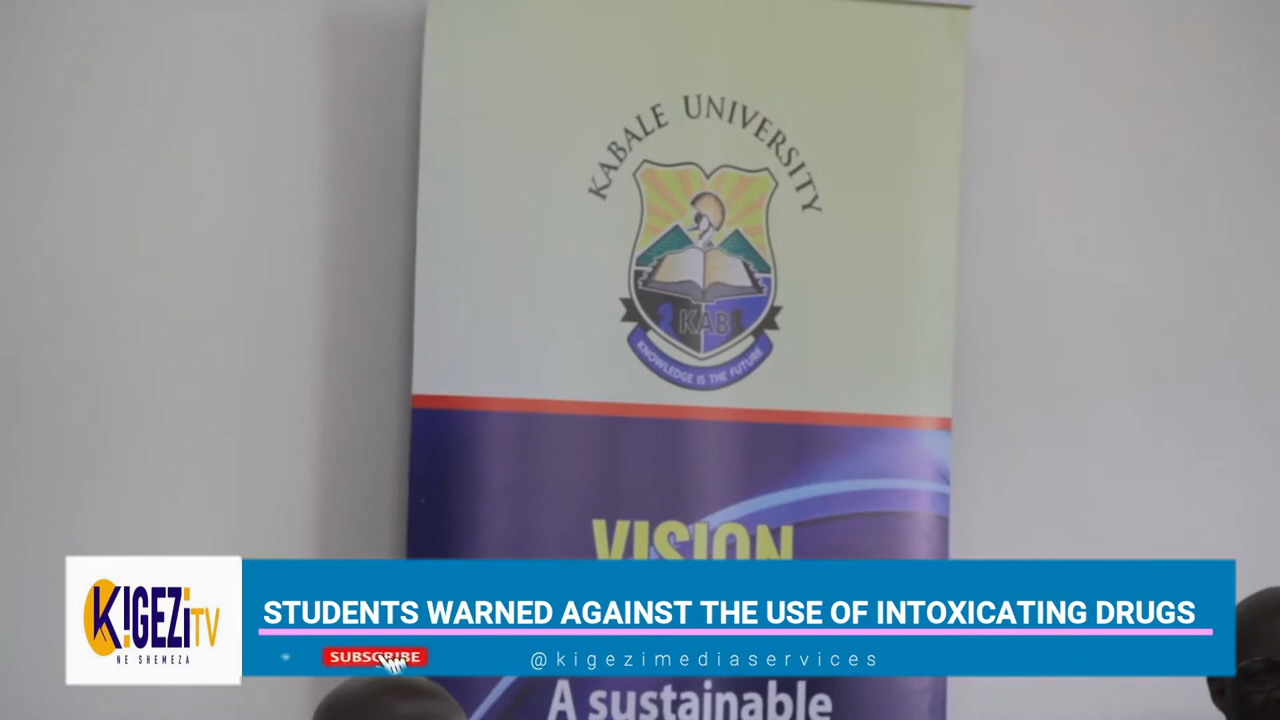 KABALE UNIVERSITY
KAB
KNOWLEDGE IS THE FUTURE
VISION
KIGEZI TV
NE SHEMEZA
STUDENTS WARNED AGAINST THE USE OF INTOXICATING DRUGS
SUBSCRIBE
@kigezimediaservices
A sustainable